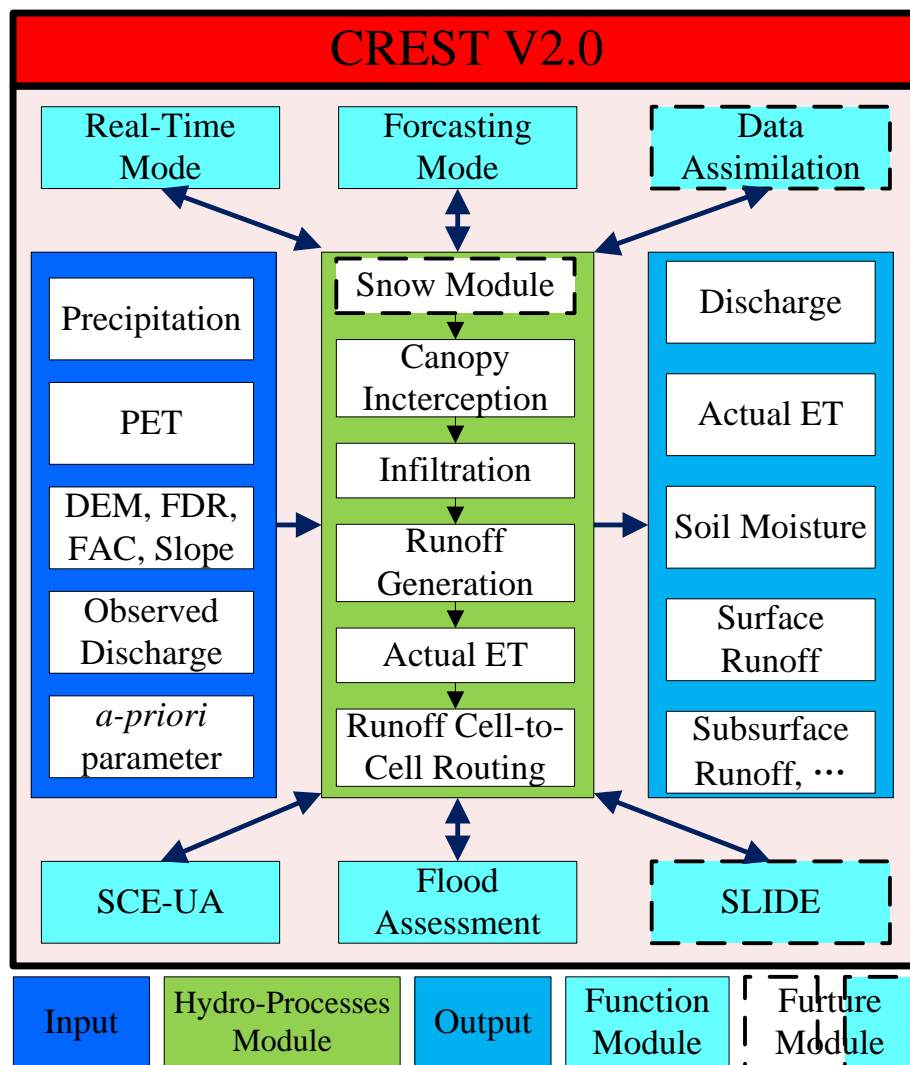 CREST V2.0
Real-Time
Mode
Forcasting
Mode
Data
Assimilation
Precipitation
PET
DEM, FDR,
FAC, Slope
Observed
Discharge
a-priori
parameter
Snow Module
Canopy
Incterception
Infiltration
Runoff
Generation
Actual ET
Runoff Cell-to-
Cell Routing
Discharge
Actual ET
Soil Moisture
Surface
Runoff
Subsurface
Runoff, ···
SCE-UA
Flood
Assessment
SLIDE
Input
Hydro-Processes
Module
Output
Function
Module
Furture
Module